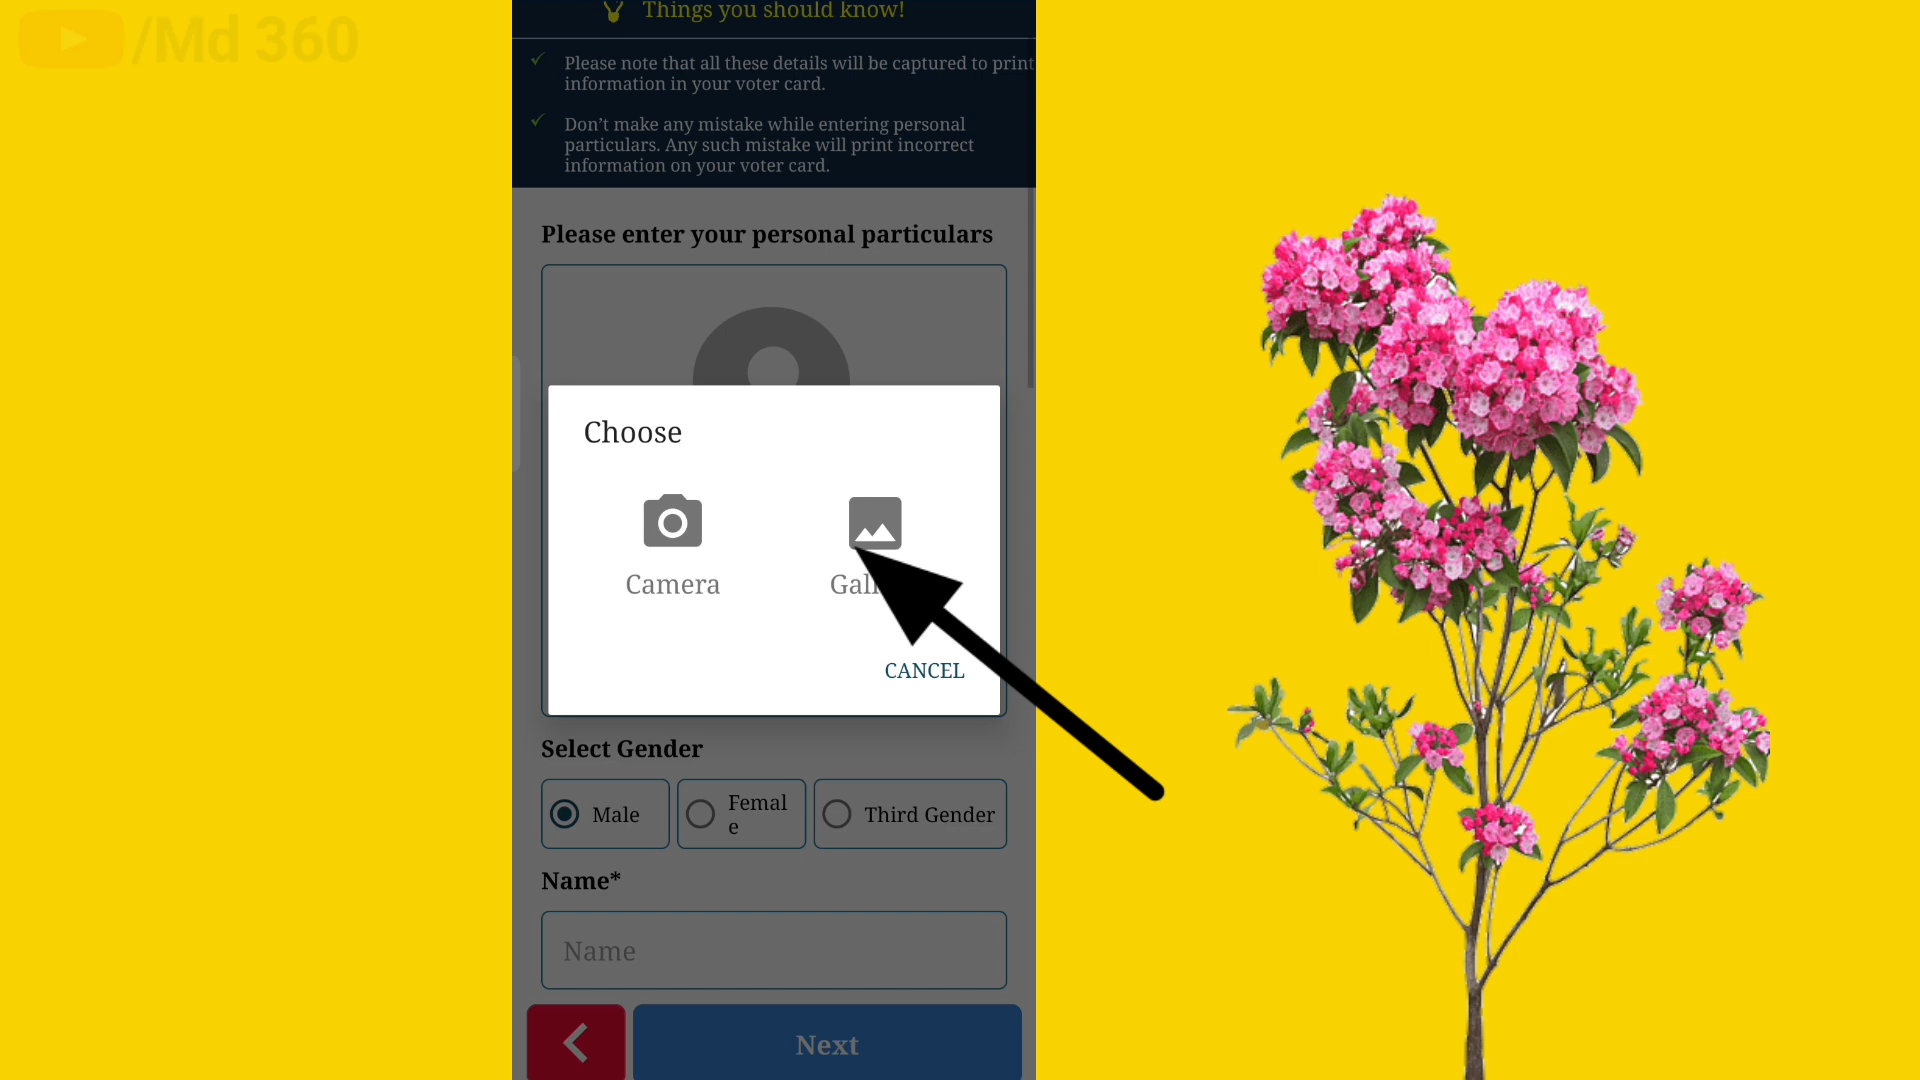 /Md 360
Things you should know!
Please note that all these details will be captured to print
information in your voter card.
Don't make any mistake while entering personal
particulars. Any such mistake will print incorrect
information on your voter card.
Please enter your personal particulars
Choose
Camera
CANCEL
Select Gender
Male
Femal
e
Third Gender
Name*
Name
Next